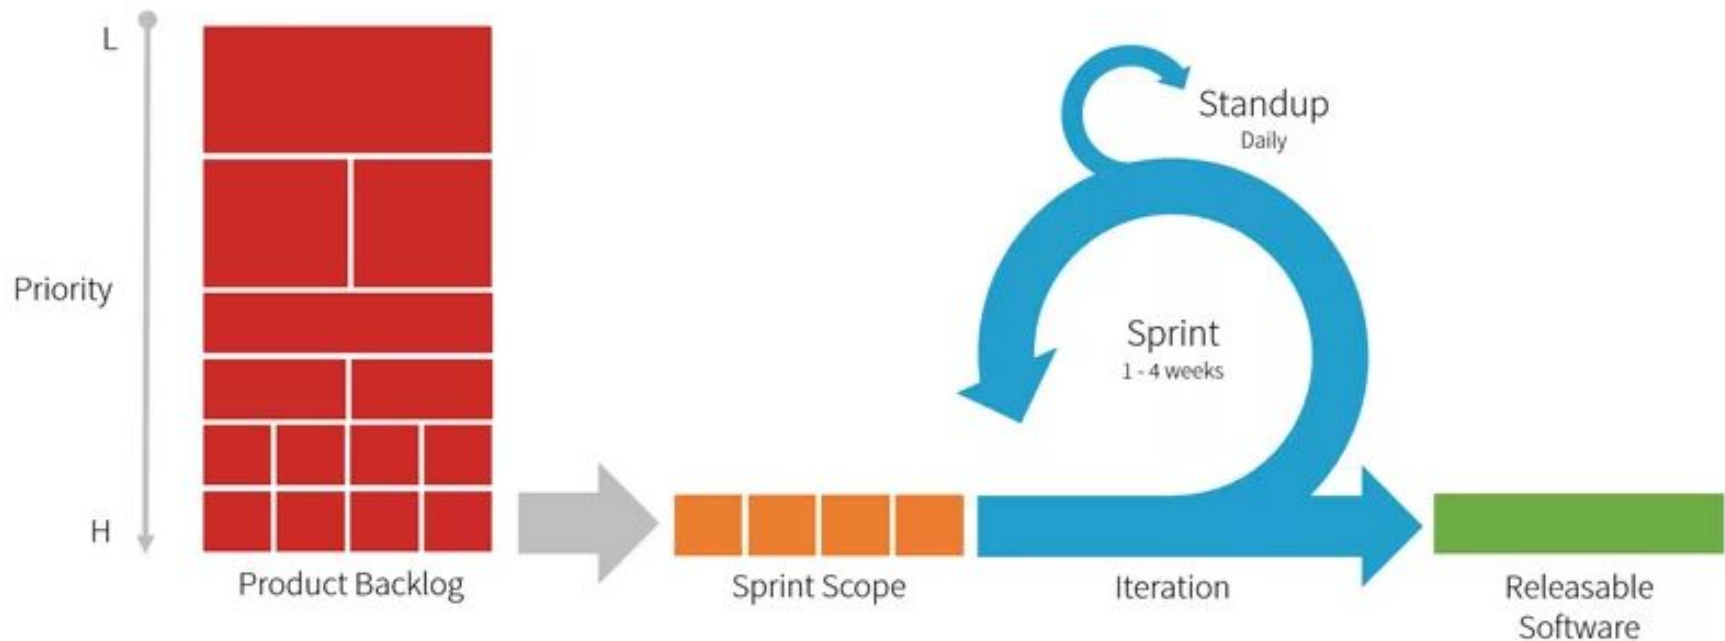 L
Priority
H
Product Backlog
Sprint Scope
Standup
Daily
Sprint
1 - 4 weeks
Iteration
Releasable
Software